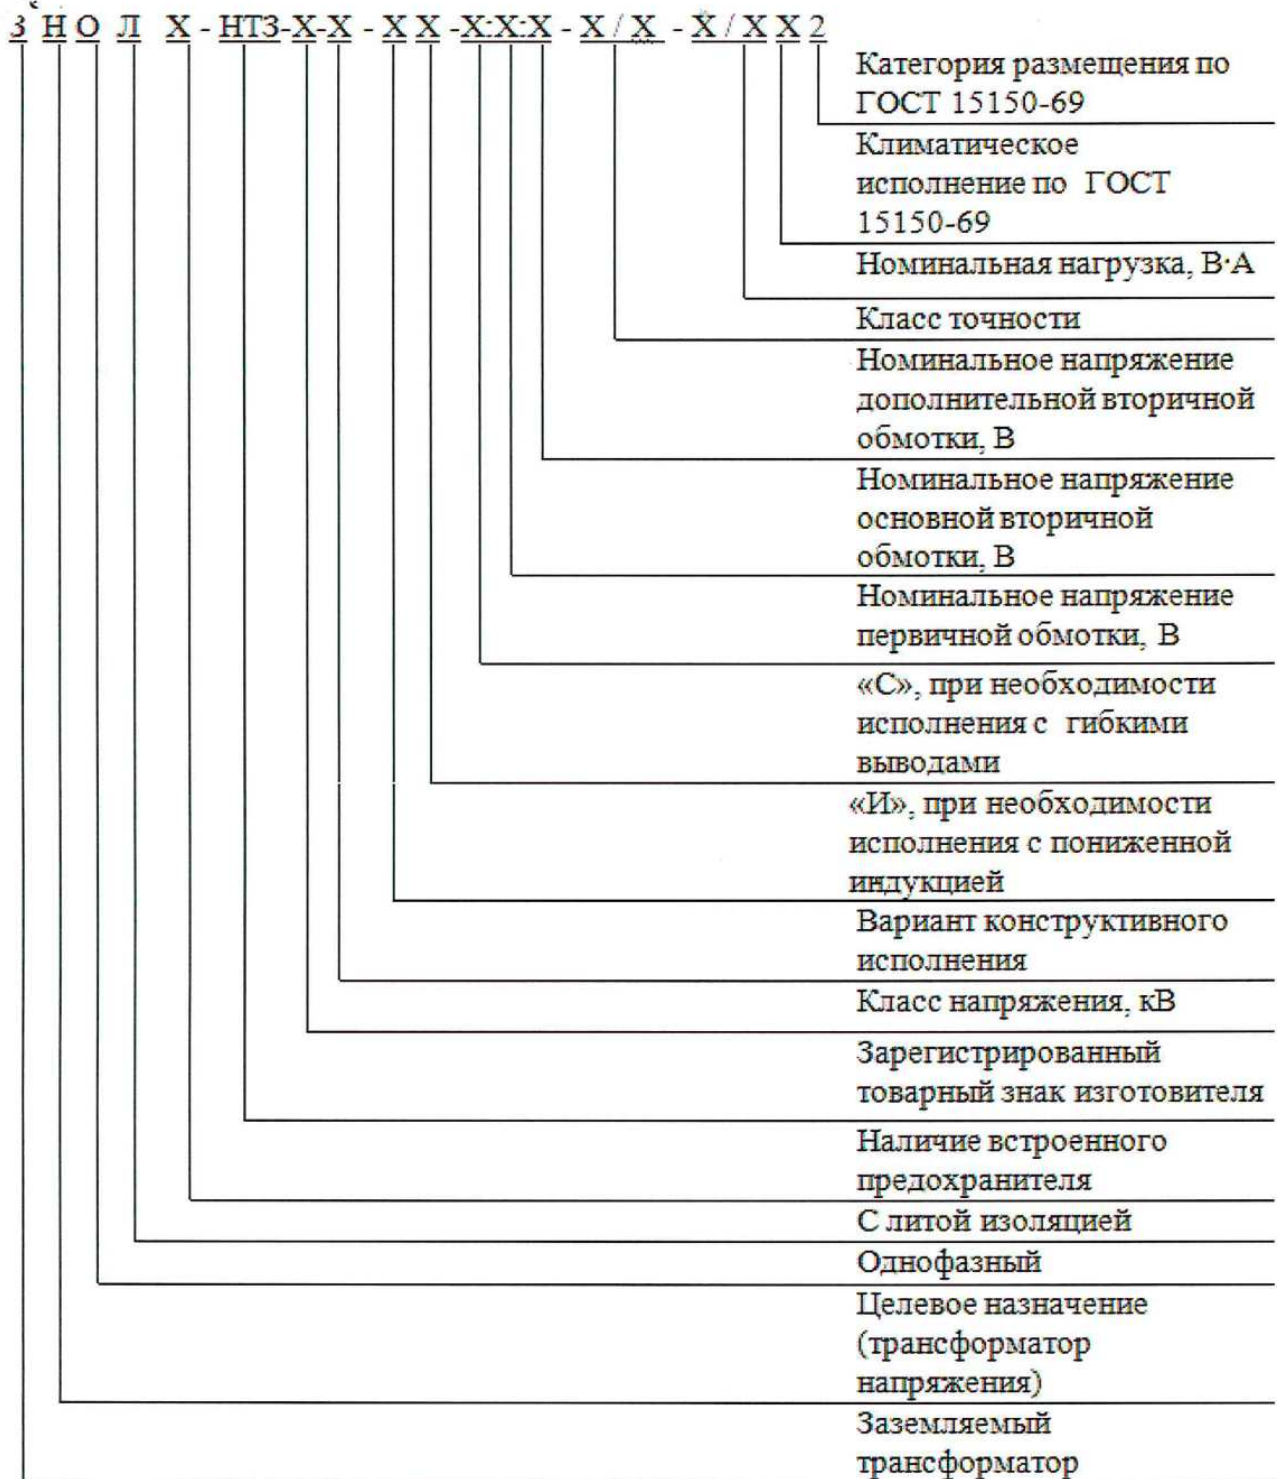 З Н О Л Х - НТЗ-Х-Х - Х Х -Х:Х:Х - Х / Х - Х / Х Х 2
Категория размещения по
ГОСТ 15150-69
Климатическое
исполнение по ГОСТ
15150-69
Номинальная нагрузка, В·А
Класс точности
Номинальное напряжение
дополнительной вторичной
обмотки, В
Номинальное напряжение
основной вторичной
обмотки, В
Номинальное напряжение
первичной обмотки, В
«С», при необходимости
исполнения с гибкими
выводами
«И», при необходимости
исполнения с пониженной
индукцией
Вариант конструктивного
исполнения
Класс напряжения, кВ
Зарегистрированный
товарный знак изготовителя
Наличие встроенного
предохранителя
С литой изоляцией
Однофазный
Целевое назначение
(трансформатор
напряжения)
Заземляемый
трансформатор